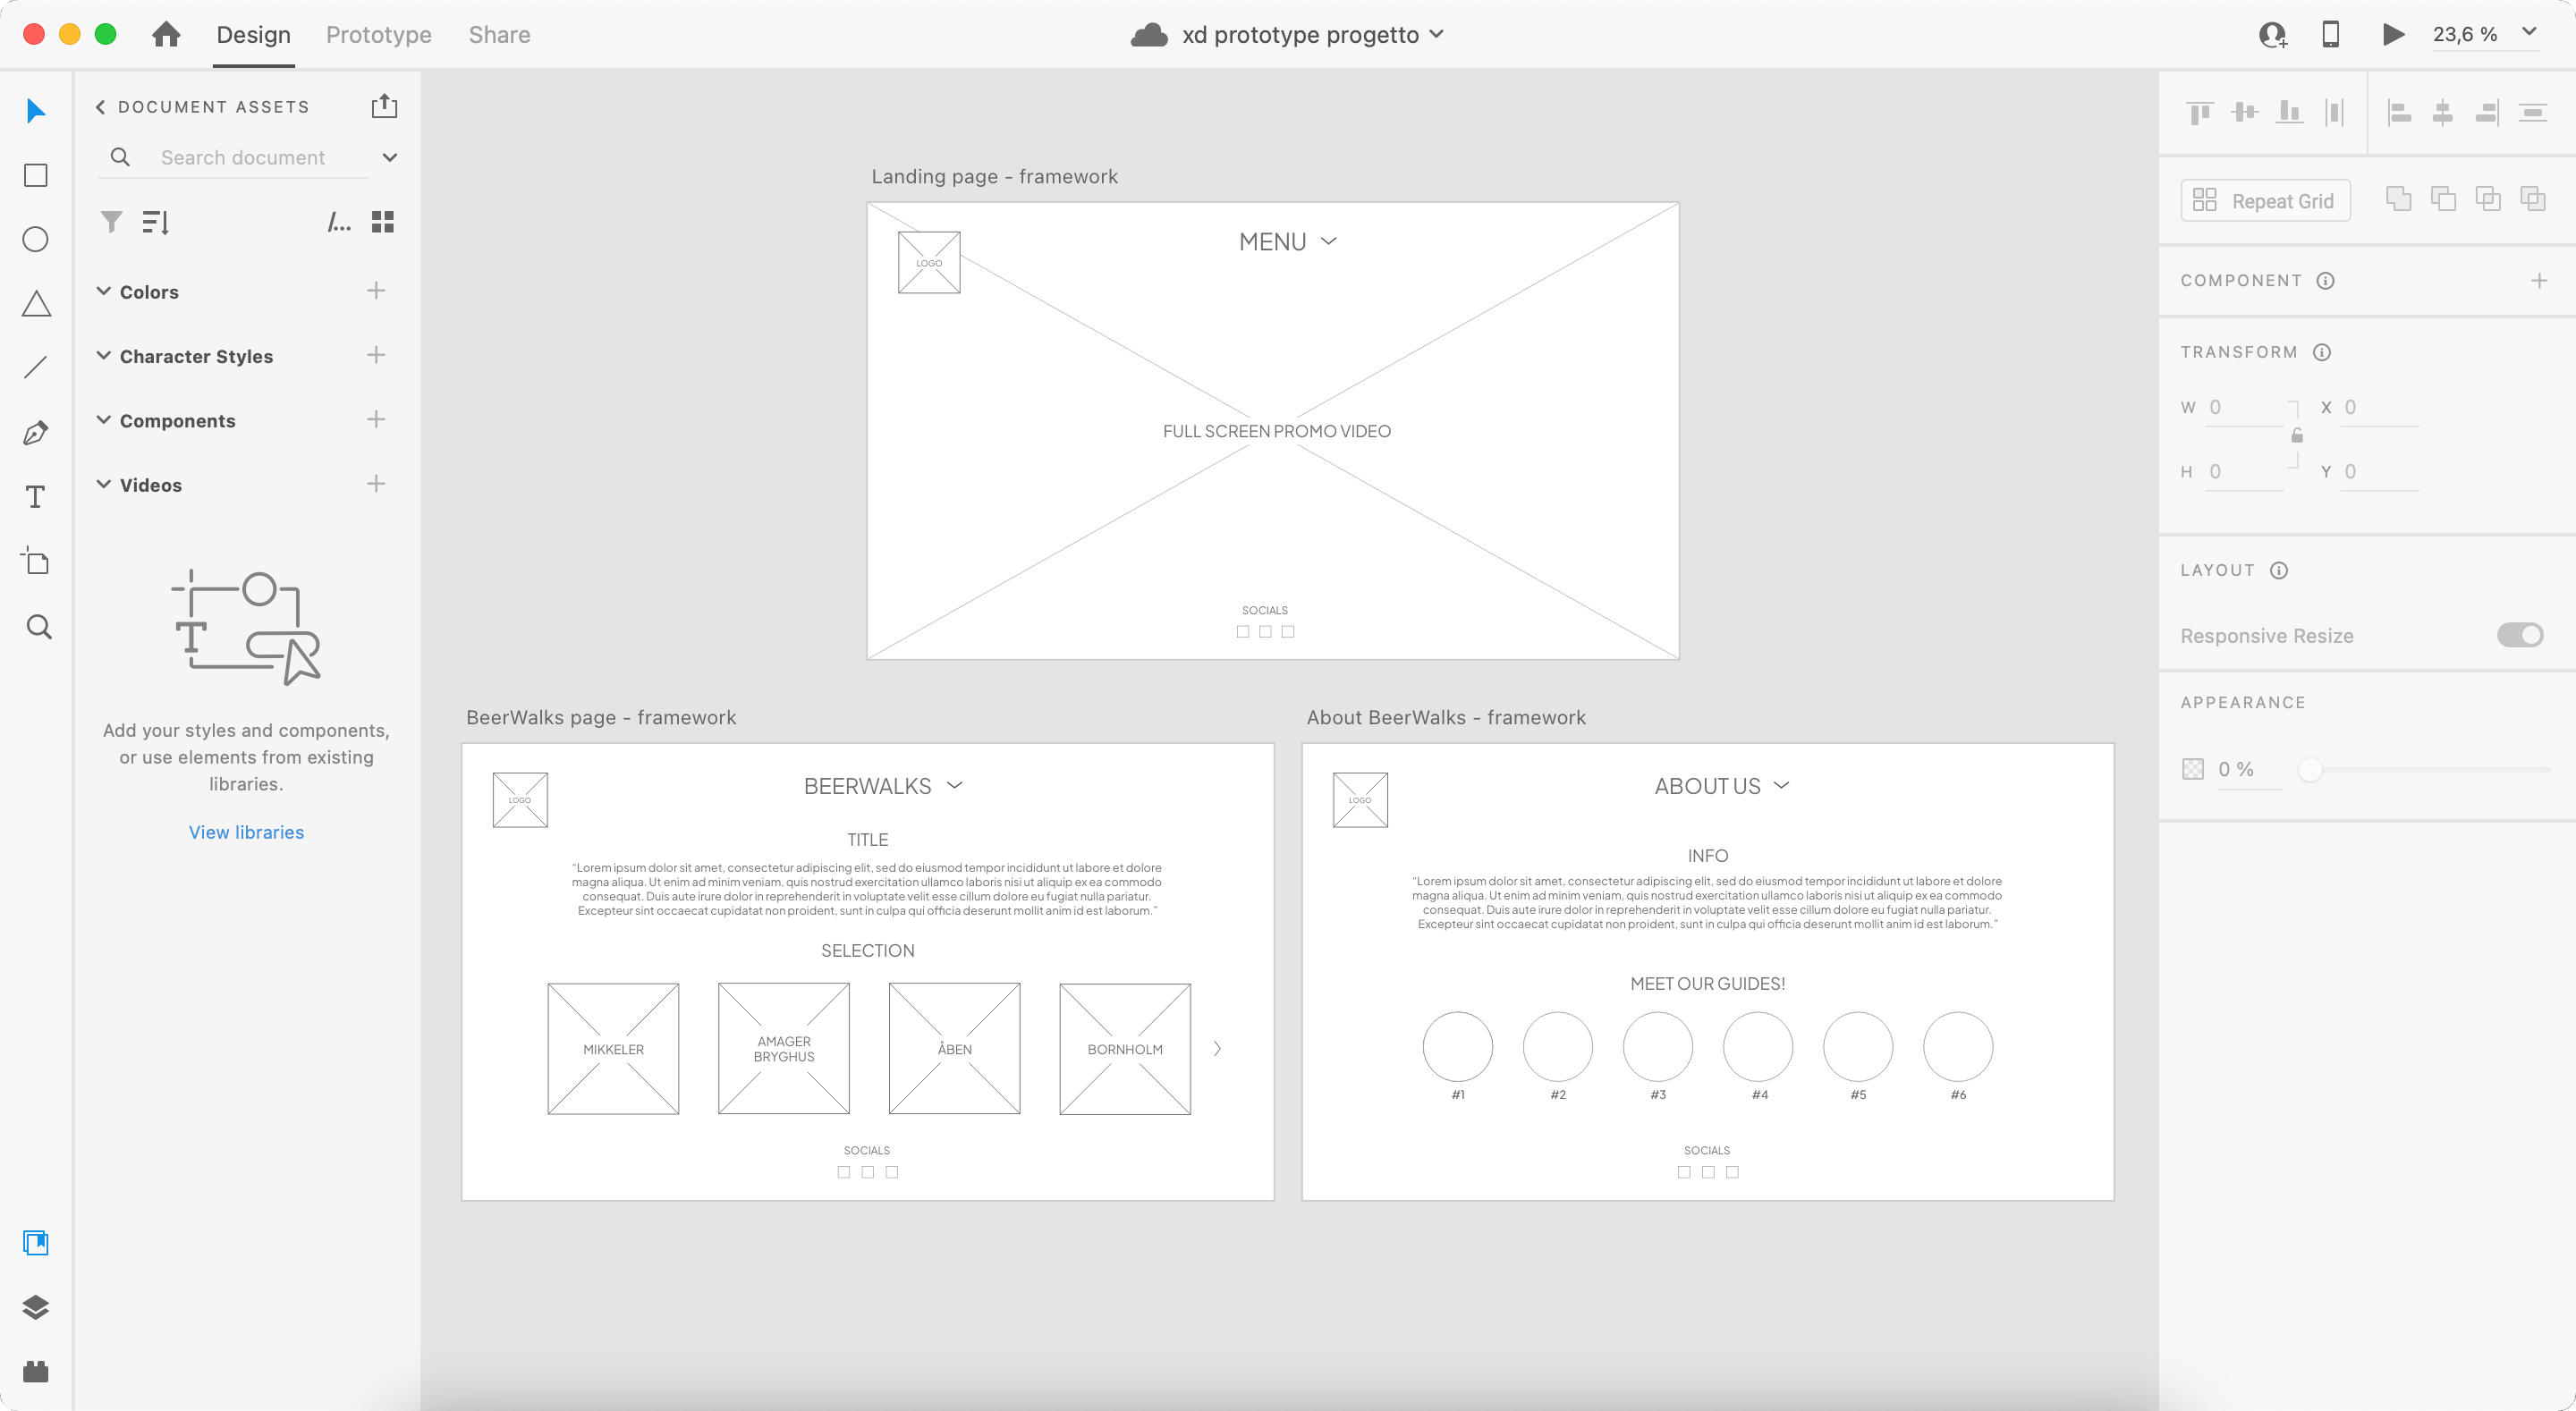 Design
Prototype
Share
xd prototype progetto
23,6 %
DOCUMENT ASSETS
Search document
/...
Colors
Character Styles
Components
Videos
Add your styles and components,
or use elements from existing
libraries.
View libraries
Landing page - framework
LOGO
MENU
FULL SCREEN PROMO VIDEO
SOCIALS
BeerWalks page - framework
LOGO
BEERWALKS
TITLE
"Lorem ipsum dolor sit amet, consectetur adipiscing elit, sed do eiusmod tempor incididunt ut labore et dolore
magna aliqua. Ut enim ad minim veniam, quis nostrud exercitation ullamco laboris nisi ut aliquip ex ea commodo
consequat. Duis aute irure dolor in reprehenderit in voluptate velit esse cillum dolore eu fugiat nulla pariatur.
Excepteur sint occaecat cupidatat non proident, sunt in culpa qui officia deserunt mollit anim id est laborum."
SELECTION
MIKKELER
AMAGER
BRYGHUS
ÅBEN
BORNHOLM
SOCIALS
About BeerWalks - framework
LOGO
ABOUT US
INFO
"Lorem ipsum dolor sit amet, consectetur adipiscing elit, sed do eiusmod tempor incididunt ut labore et dolore
magna aliqua. Ut enim ad minim veniam, quis nostrud exercitation ullamco laboris nisi ut aliquip ex ea commodo
consequat. Duis aute irure dolor in reprehenderit in voluptate velit esse cillum dolore eu fugiat nulla pariatur.
Excepteur sint occaecat cupidatat non proident, sunt in culpa qui officia deserunt mollit anim id est laborum."
MEET OUR GUIDES!
#1
#2
#3
#4
#5
#6
SOCIALS
Repeat Grid
COMPONENT
TRANSFORM
W 0
X 0
H 0
Y 0
LAYOUT
Responsive Resize
APPEARANCE
0 %